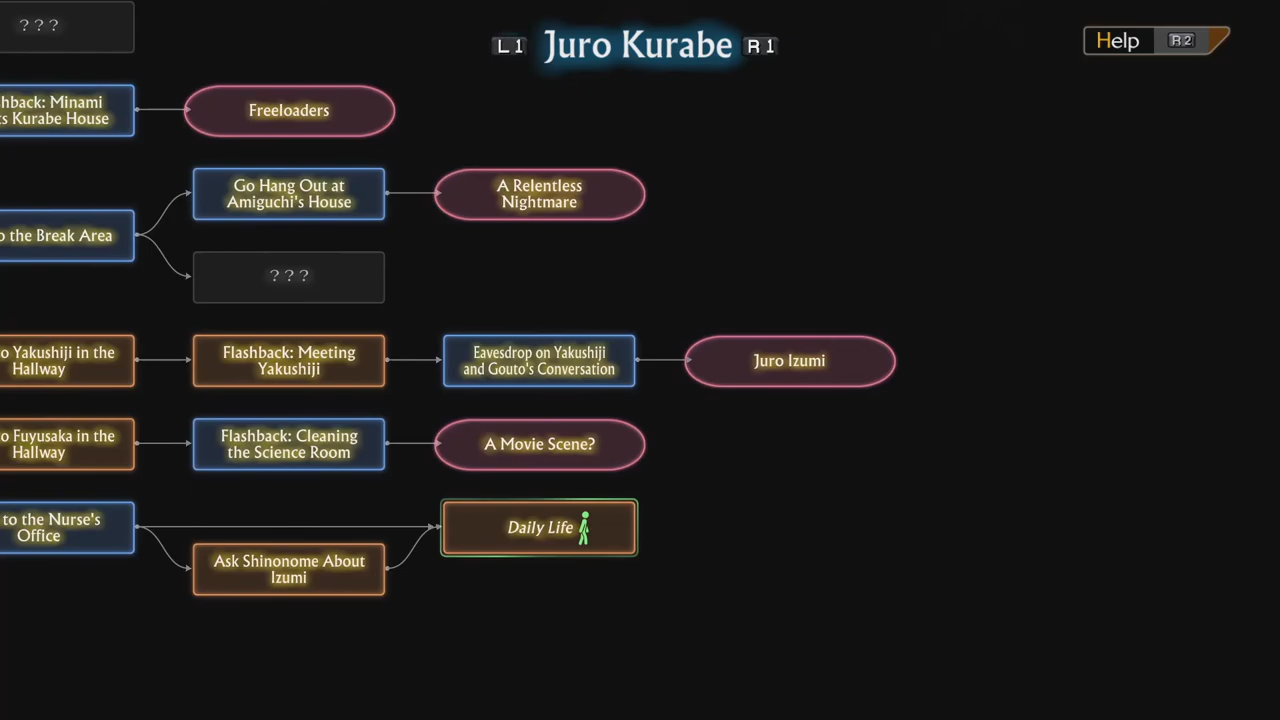 ? ? ?
L1 Juro Kurabe R1
Help R2
hback: Minami
ts Kurabe House
Freeloaders
Go Hang Out at
Amiguchi's House
A Relentless
Nightmare
o the Break Area
? ? ?
o Yakushiji in the
Hallway
Flashback: Meeting
Yakushiji
Eavesdrop on Yakushiji
and Gouto's Conversation
Juro Izumi
o Fuyusaka in the
Hallway
Flashback: Cleaning
the Science Room
A Movie Scene?
to the Nurse's
Office
Daily Life
Ask Shinonome About
Izumi